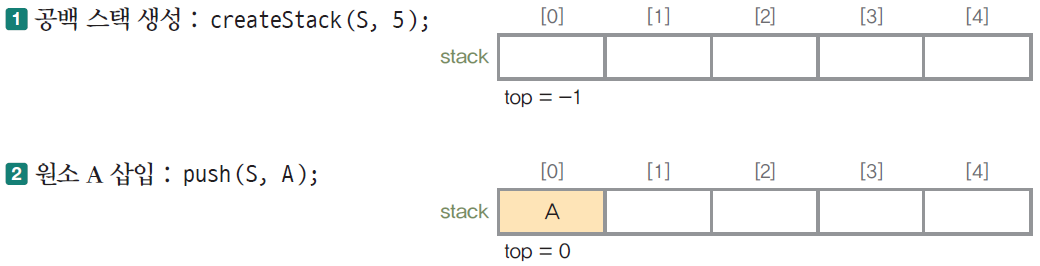 1 공백 스택 생성 : createStack(S, 5);
[0] [1] [2] [3] [4]
stack
top = −1
2 원소 A 삽입 : push(S, A);
[0] [1] [2] [3] [4]
stack A
top = 0